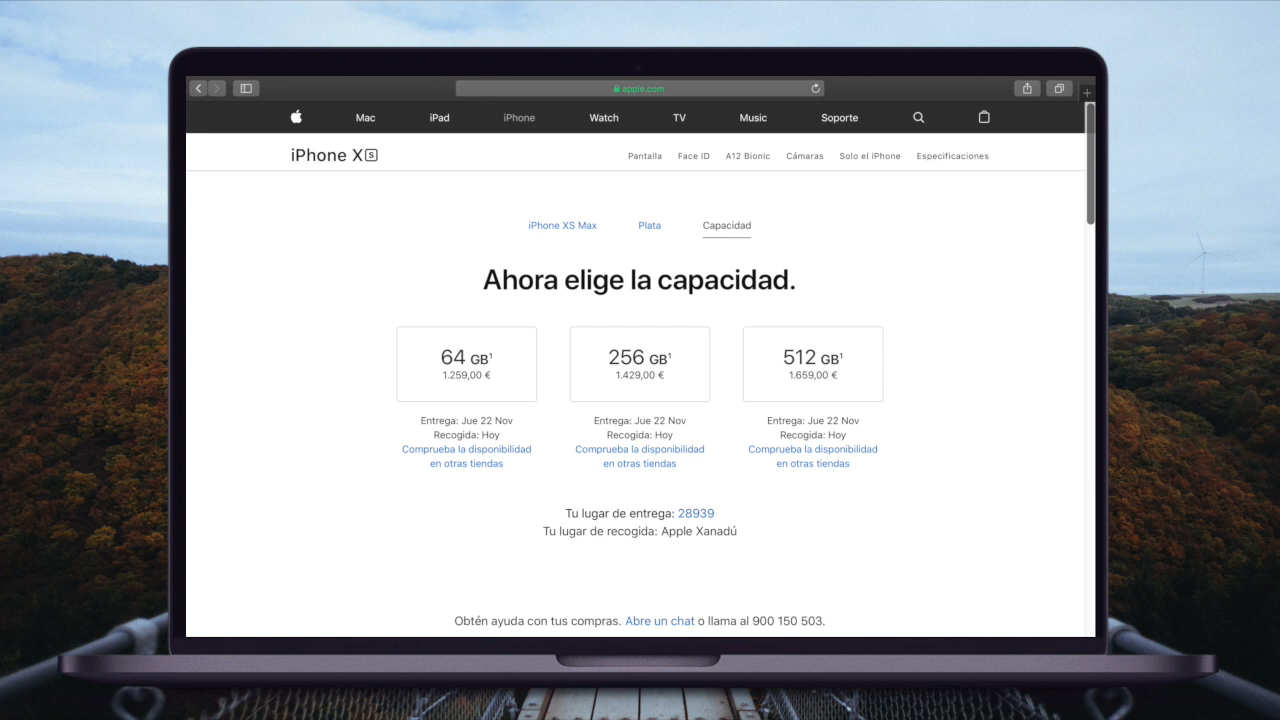 apple.com
Mac iPad iPhone Watch TV Music Soporte
iPhone XS
Pantalla Face ID A12 Bionic Cámaras Solo el iPhone Especificaciones
iPhone XS Max Plata Capacidad
Ahora elige la capacidad.
64 GB¹ 256 GB¹ 512 GB¹
1.259,00 € 1.429,00 € 1.659,00 €
Entrega: Jue 22 Nov Entrega: Jue 22 Nov Entrega: Jue 22 Nov
Recogida: Hoy Recogida: Hoy Recogida: Hoy
Comprueba la disponibilidad Comprueba la disponibilidad Comprueba la disponibilidad
en otras tiendas en otras tiendas en otras tiendas
Tu lugar de entrega: 28939
Tu lugar de recogida: Apple Xanadú
Obtén ayuda con tus compras. Abre un chat o llama al 900 150 503.